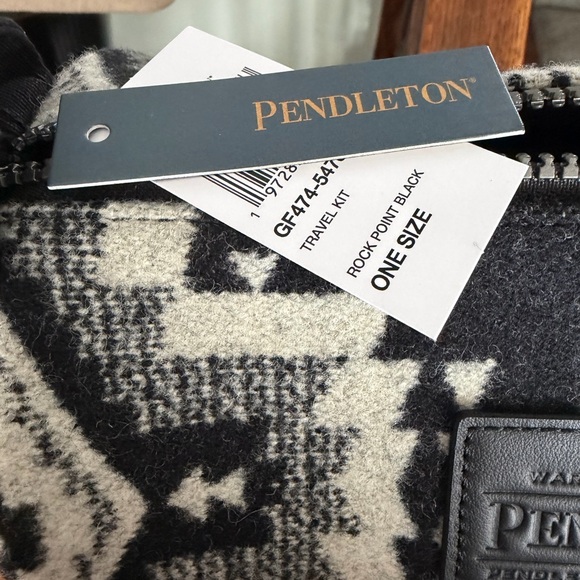 PENDLETON
GF474-547
TRAVEL KIT
ROCK POINT BLACK
ONE SIZE
PEN